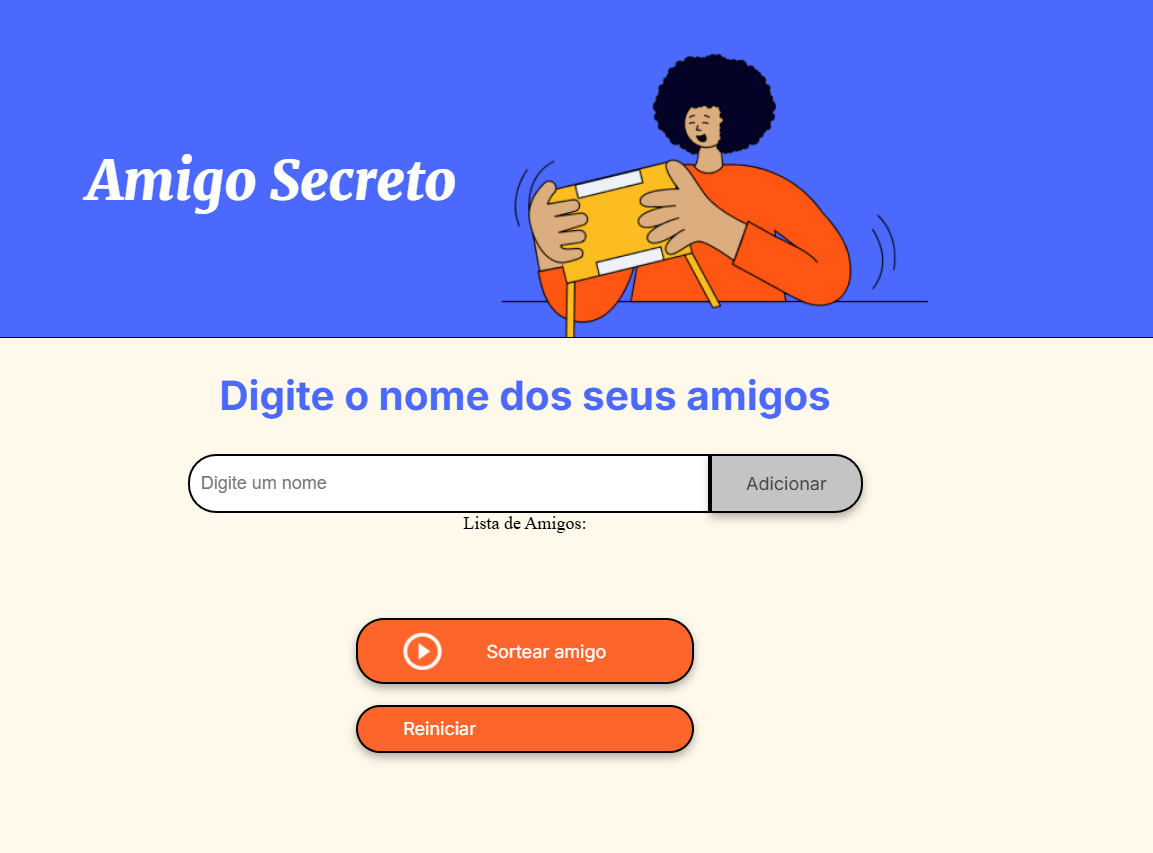 Amigo Secreto
Digite o nome dos seus amigos
Digite um nome
Adicionar
Lista de Amigos:
Sortear amigo
Reiniciar